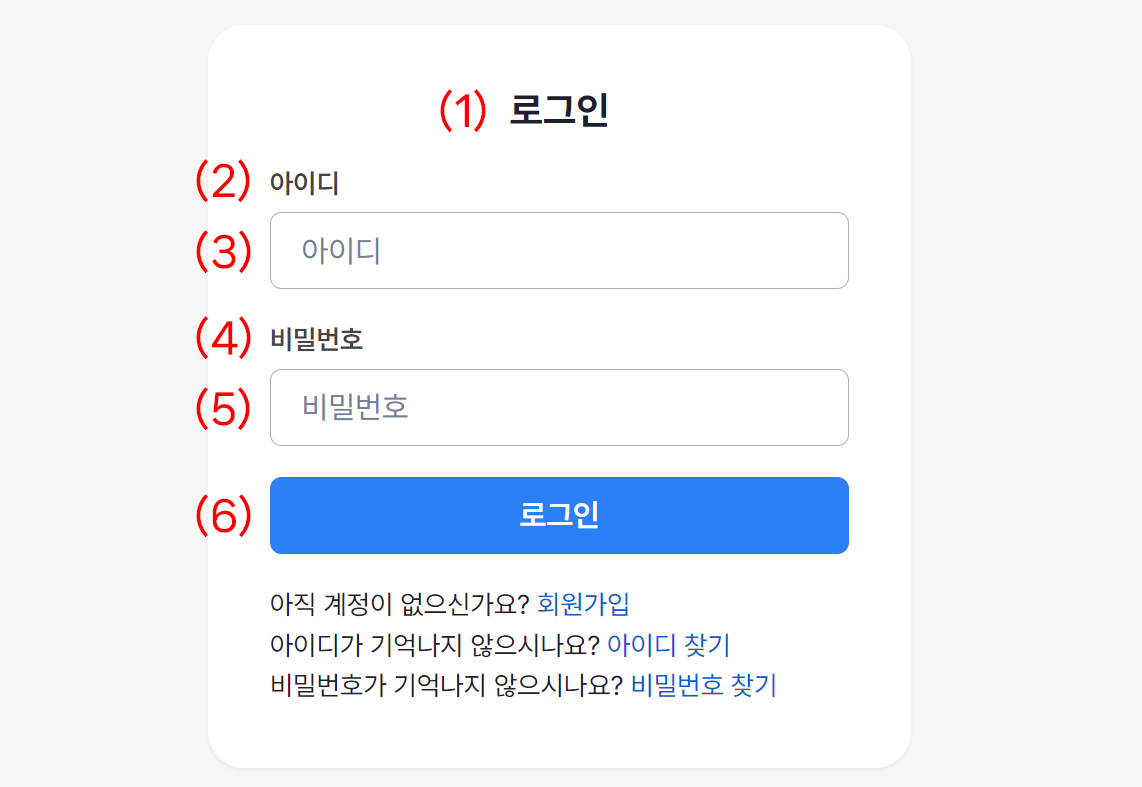 (1) 로그인
(2) 아이디
(3) 아이디
(4) 비밀번호
(5) 비밀번호
(6) 로그인
아직 계정이 없으신가요? 회원가입
아이디가 기억나지 않으시나요? 아이디 찾기
비밀번호가 기억나지 않으시나요? 비밀번호 찾기